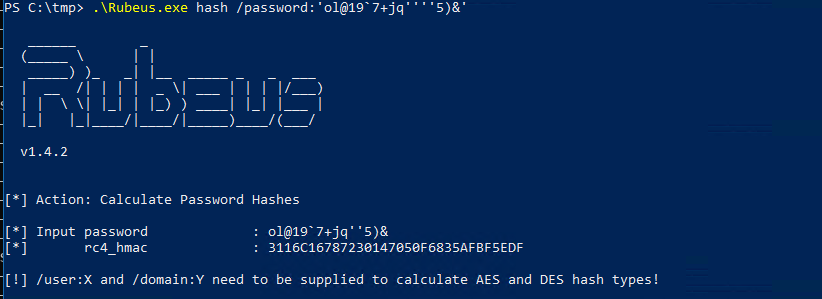 PS C:\tmp> .\Rubeus.exe hash /password:'ol@19`7+jq''''5)&'
   ______        _
  (_____ \      | |
   _____) )_   _| |__  _____ _   _  ___
  |  __  /| | | |  _ \| ___ | | | |/___)
  | |  \ \| |_| | |_) ) ____| |_| |___ |
  |_|   |_|____/|____/|_____)____/(___/
  v1.4.2
[*] Action: Calculate Password Hashes
[*] Input password             : ol@19`7+jq''5)&
[*]       rc4_hmac             : 3116C16787230147050F6835AFBF5EDF
[!] /user:X and /domain:Y need to be supplied to calculate AES and DES hash types!